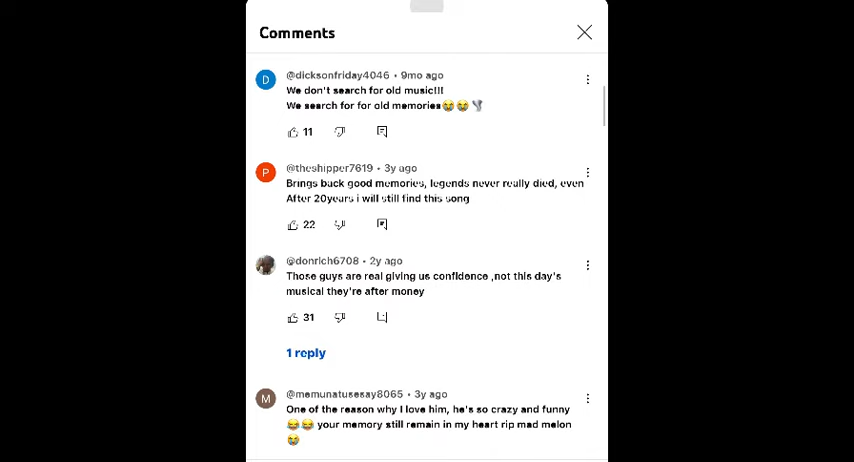 Comments
D
@dicksonfriday4046 • 9mo ago
We don't search for old music!!!
We search for for old memories😭😭🕊
11
P
@theshipper7619 • 3y ago
Brings back good memories, legends never really died, even
After 20years i will still find this song
22
@donrich6708 • 2y ago
Those guys are real giving us confidence ,not this day's
musical they're after money
31
1 reply
M
@memunatusesay8065 • 3y ago
One of the reason why I love him, he's so crazy and funny
😂😂 your memory still remain in my heart rip mad melon
😭